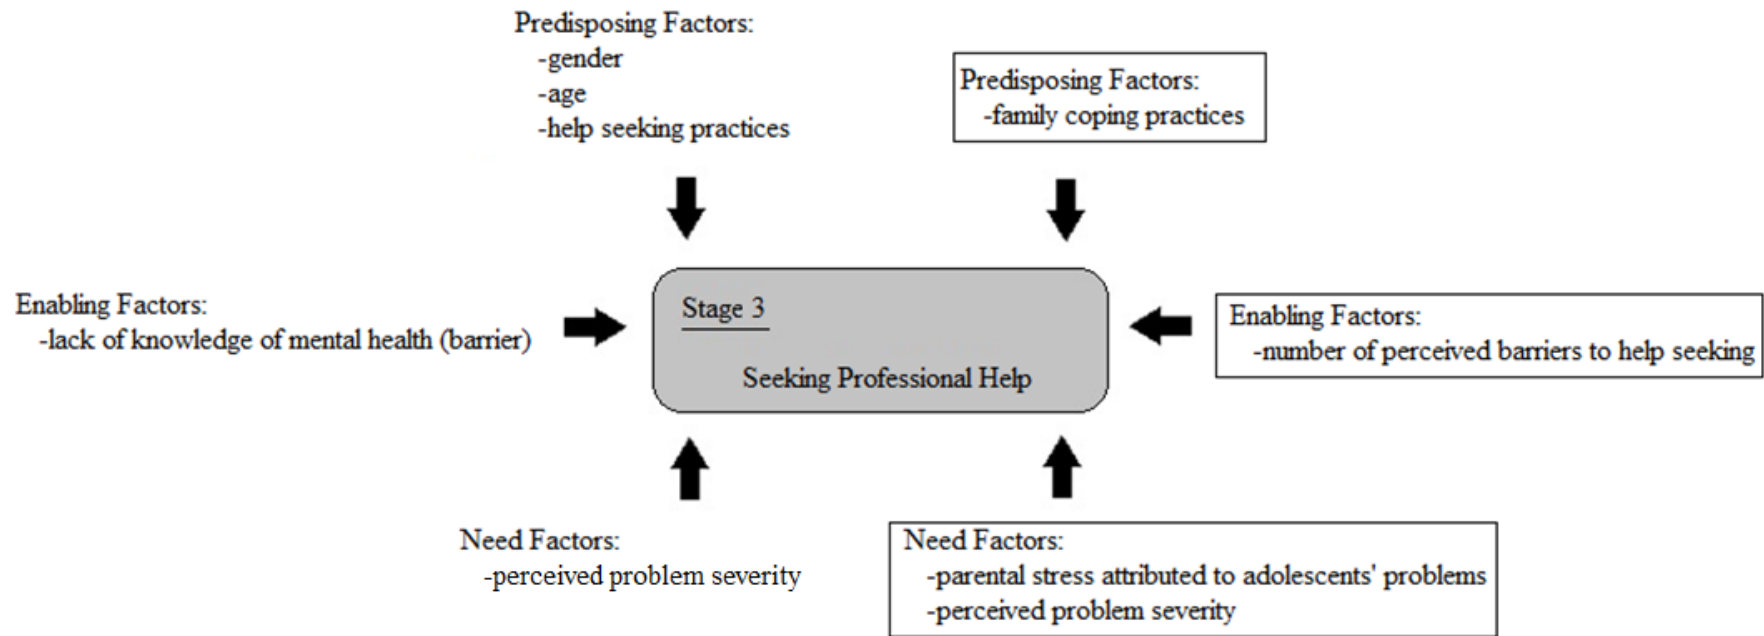 Predisposing Factors:
-gender
-age
-help seeking practices
Predisposing Factors:
-family coping practices
Enabling Factors:
-lack of knowledge of mental health (barrier)
Stage 3
Seeking Professional Help
Enabling Factors:
-number of perceived barriers to help seeking
Need Factors:
-perceived problem severity
Need Factors:
-parental stress attributed to adolescents' problems
-perceived problem severity